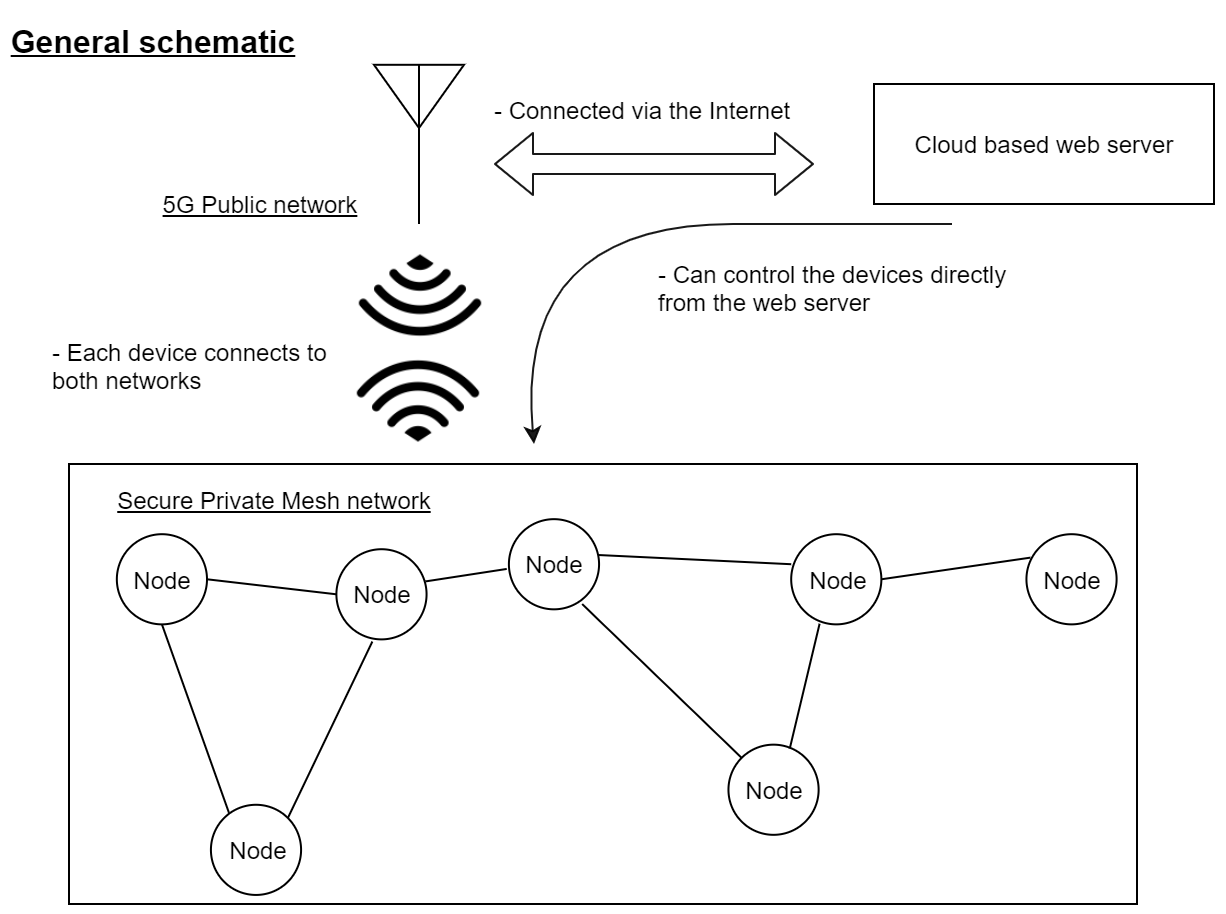 General schematic
- Connected via the Internet
Cloud based web server
5G Public network
- Can control the devices directly
from the web server
- Each device connects to
both networks
Secure Private Mesh network
Node
Node
Node
Node
Node
Node
Node